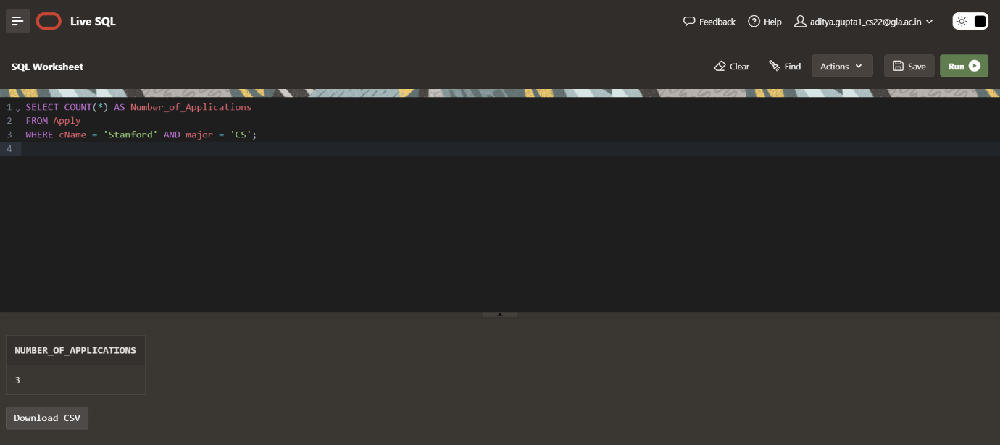 Live SQL
Feedback
Help
aditya.gupta1_cs22@gla.ac.in
SQL Worksheet
Clear
Find
Actions
Save
Run
1 SELECT COUNT(*) AS Number_of_Applications
2 FROM Apply
3 WHERE cName = 'Stanford' AND major = 'CS';
4
NUMBER_OF_APPLICATIONS
3
Download CSV